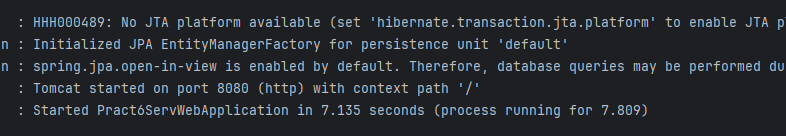 : HHH000489: No JTA platform available (set 'hibernate.transaction.jta.platform' to enable JTA p
n : Initialized JPA EntityManagerFactory for persistence unit 'default'
n : spring.jpa.open-in-view is enabled by default. Therefore, database queries may be performed du
: Tomcat started on port 8080 (http) with context path '/'
: Started Pract6ServWebApplication in 7.135 seconds (process running for 7.809)